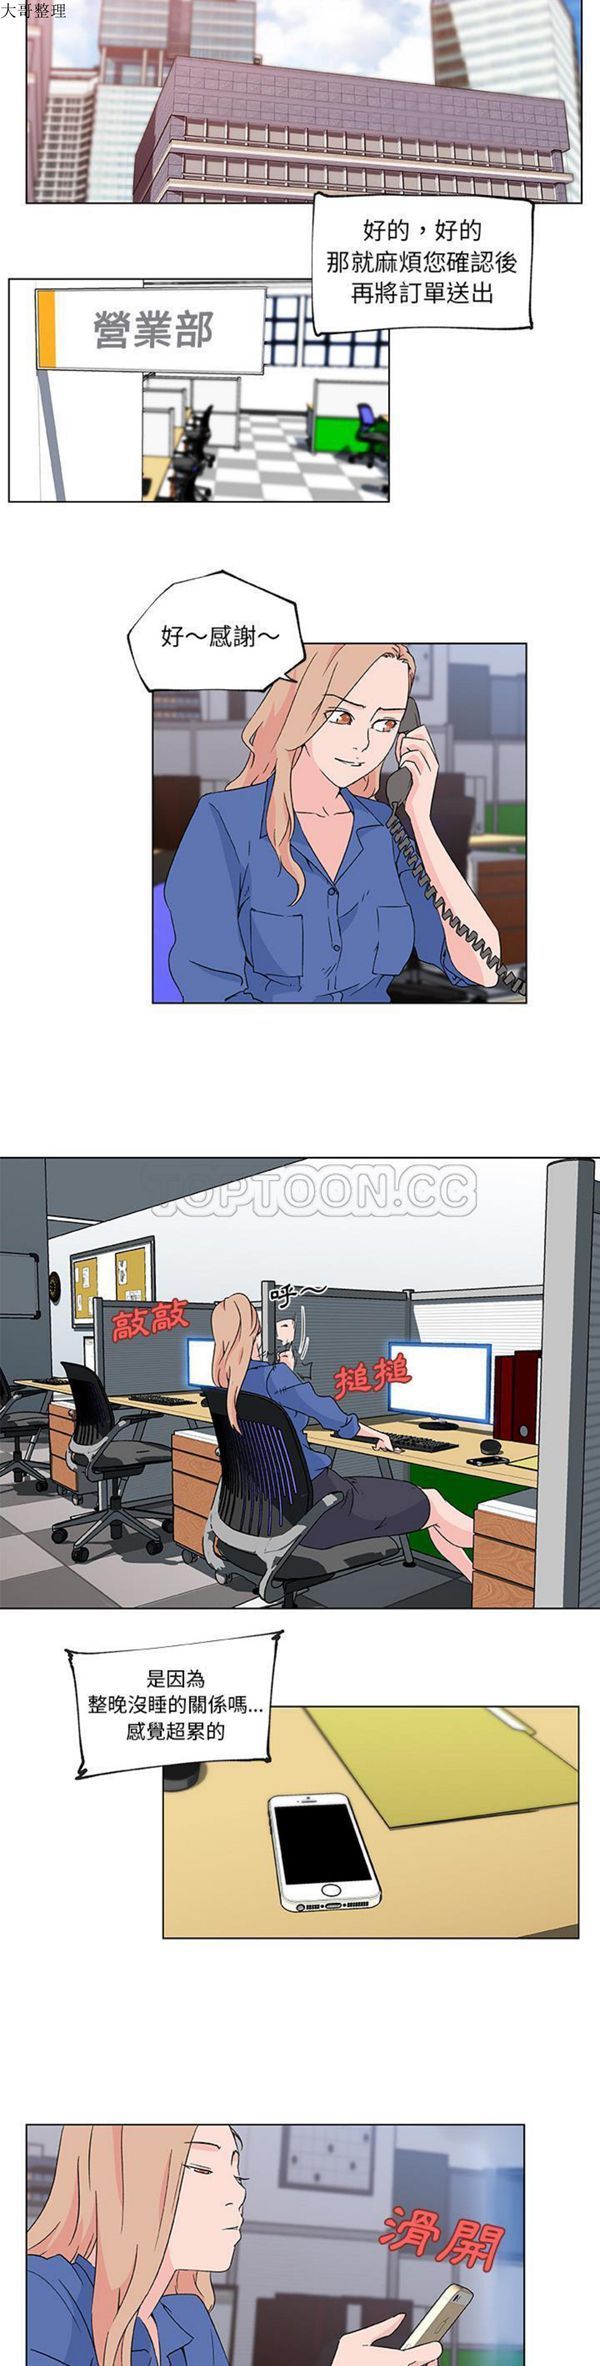 大哥整理
好的，好的
那就麻煩您確認後
再將訂單送出
營業部
好～感謝～
TOPTOON.CC
呼～
敲敲
搥搥
是因為
整晚沒睡的關係嗎...
感覺超累的
滑開